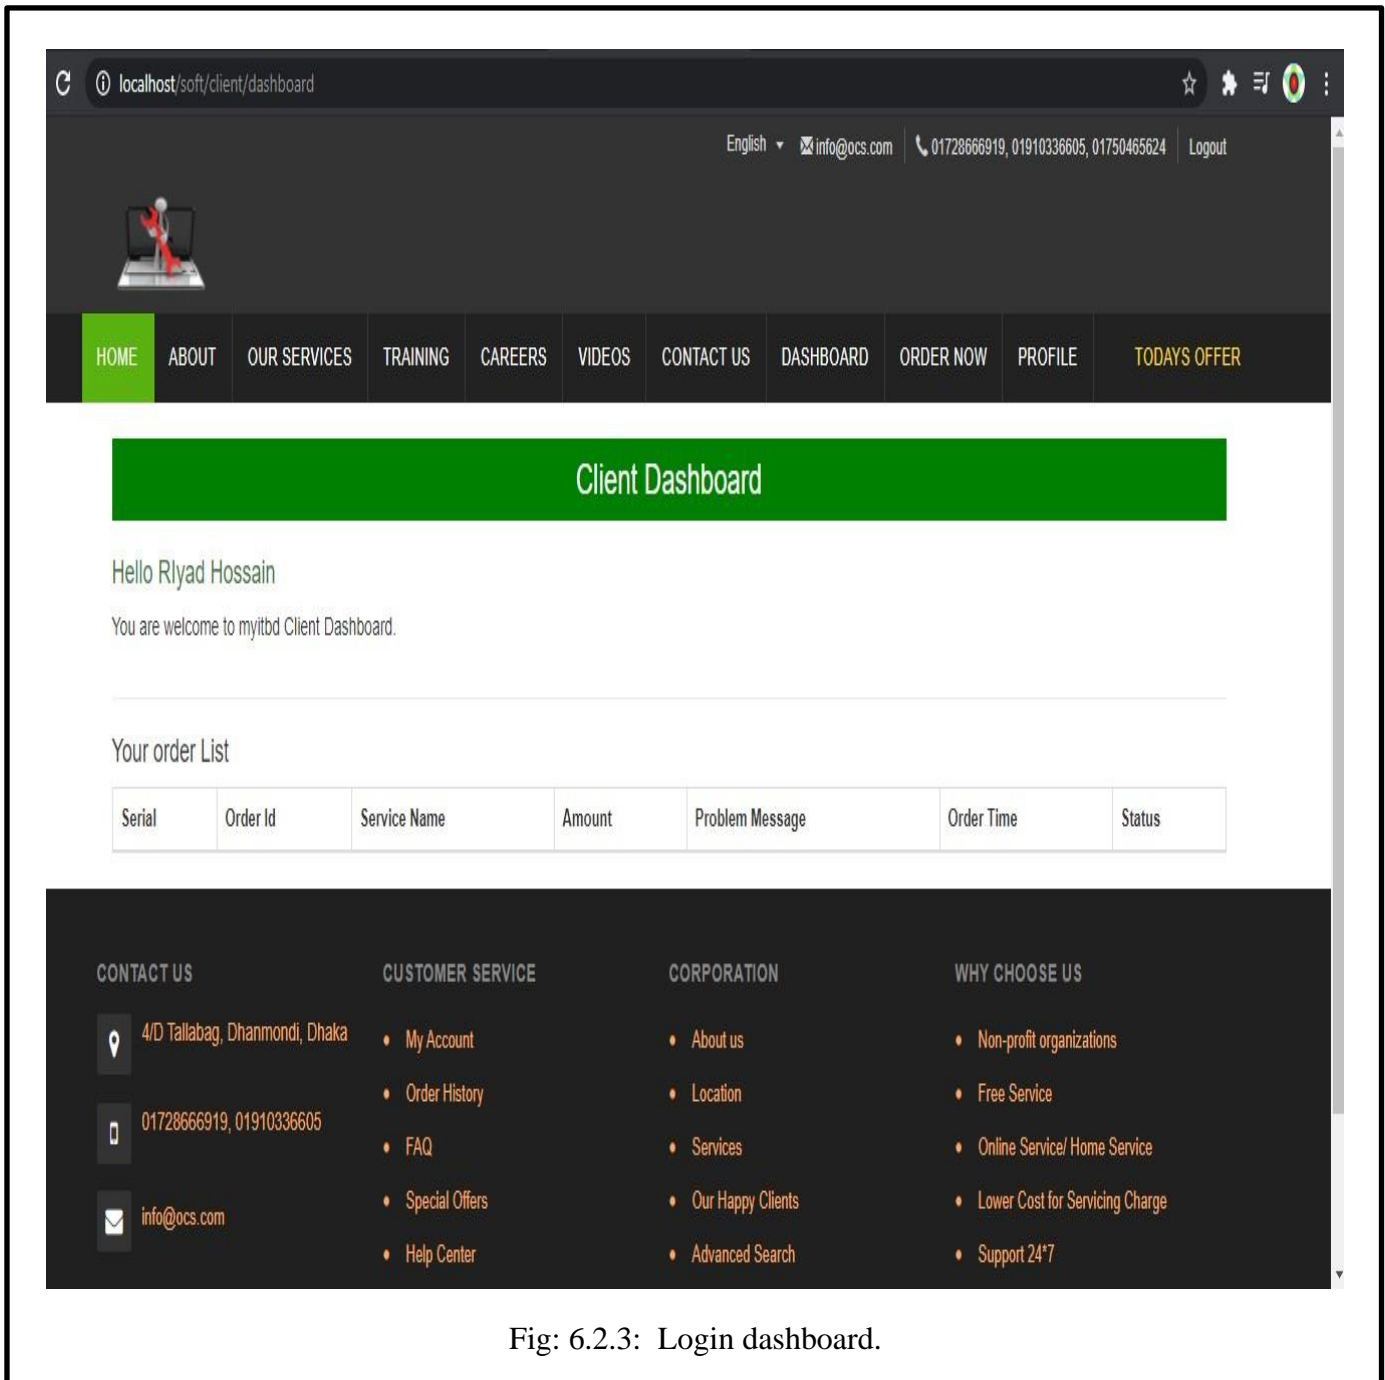 localhost/soft/client/dashboard
English info@ocs.com 01728666919, 01910336605, 01750465624 Logout
HOME ABOUT OUR SERVICES TRAINING CAREERS VIDEOS CONTACT US DASHBOARD ORDER NOW PROFILE TODAYS OFFER
Client Dashboard
Hello RIyad Hossain
You are welcome to myitbd Client Dashboard.
Your order List
Serial Order Id Service Name Amount Problem Message Order Time Status
CONTACT US
4/D Tallabag, Dhanmondi, Dhaka
01728666919, 01910336605
info@ocs.com
CUSTOMER SERVICE
• My Account
• Order History
• FAQ
• Special Offers
• Help Center
CORPORATION
• About us
• Location
• Services
• Our Happy Clients
• Advanced Search
WHY CHOOSE US
• Non-profit organizations
• Free Service
• Online Service/ Home Service
• Lower Cost for Servicing Charge
• Support 24*7
Fig: 6.2.3: Login dashboard.